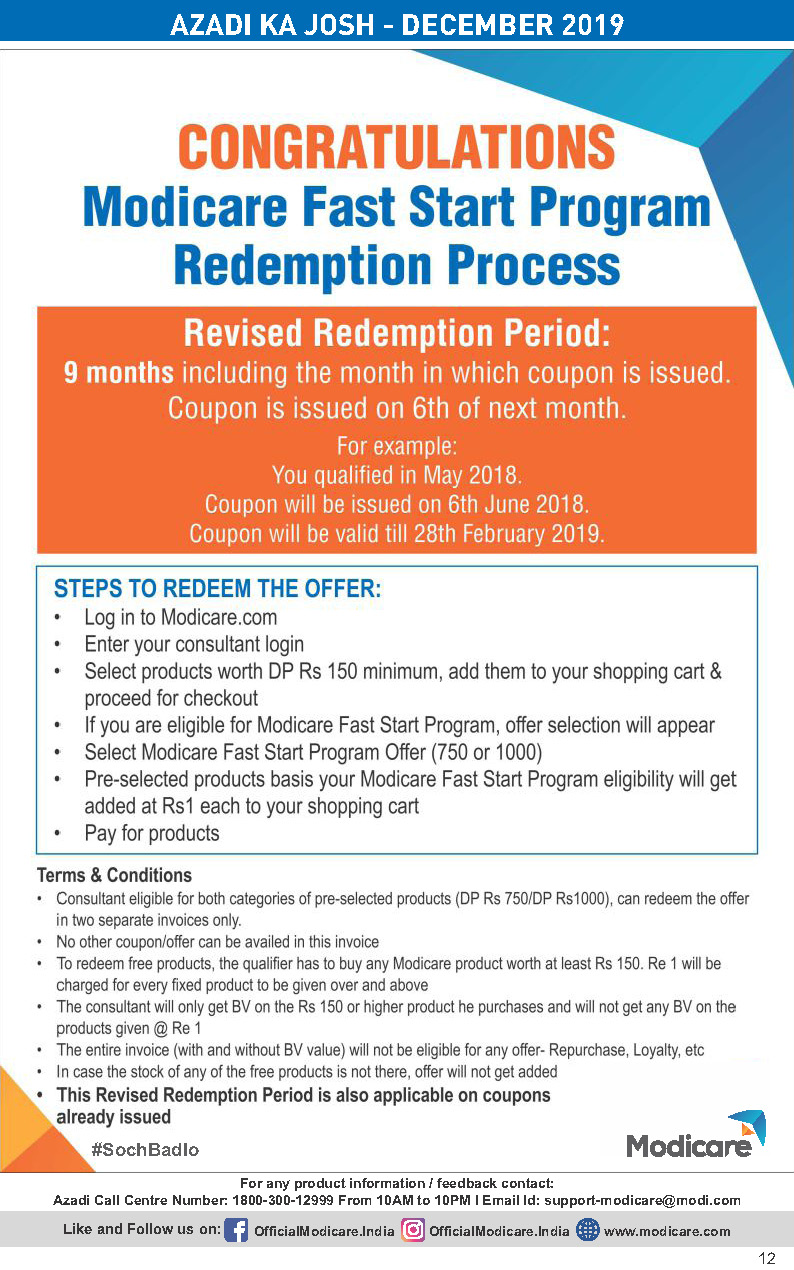 AZADI KA JOSH - DECEMBER 2019
CONGRATULATIONS
Modicare Fast Start Program
Redemption Process
Revised Redemption Period:
9 months including the month in which coupon is issued.
Coupon is issued on 6th of next month.
For example:
You qualified in May 2018.
Coupon will be issued on 6th June 2018.
Coupon will be valid till 28th February 2019.
STEPS TO REDEEM THE OFFER:
• Log in to Modicare.com
• Enter your consultant login
• Select products worth DP Rs 150 minimum, add them to your shopping cart &
proceed for checkout
• If you are eligible for Modicare Fast Start Program, offer selection will appear
• Select Modicare Fast Start Program Offer (750 or 1000)
• Pre-selected products basis your Modicare Fast Start Program eligibility will get
added at Rs1 each to your shopping cart
• Pay for products
Terms & Conditions
• Consultant eligible for both categories of pre-selected products (DP Rs 750/DP Rs1000), can redeem the offer
in two separate invoices only.
• No other coupon/offer can be availed in this invoice
• To redeem free products, the qualifier has to buy any Modicare product worth at least Rs 150. Re 1 will be
charged for every fixed product to be given over and above
• The consultant will only get BV on the Rs 150 or higher product he purchases and will not get any BV on the
products given @ Re 1
• The entire invoice (with and without BV value) will not be eligible for any offer- Repurchase, Loyalty, etc
• In case the stock of any of the free products is not there, offer will not get added
• This Revised Redemption Period is also applicable on coupons
already issued
#SochBadlo
Modicare
For any product information / feedback contact:
Azadi Call Centre Number: 1800-300-12999 From 10AM to 10PM I Email Id: support-modicare@modi.com
Like and Follow us on: OfficialModicare.India OfficialModicare.India www.modicare.com
12